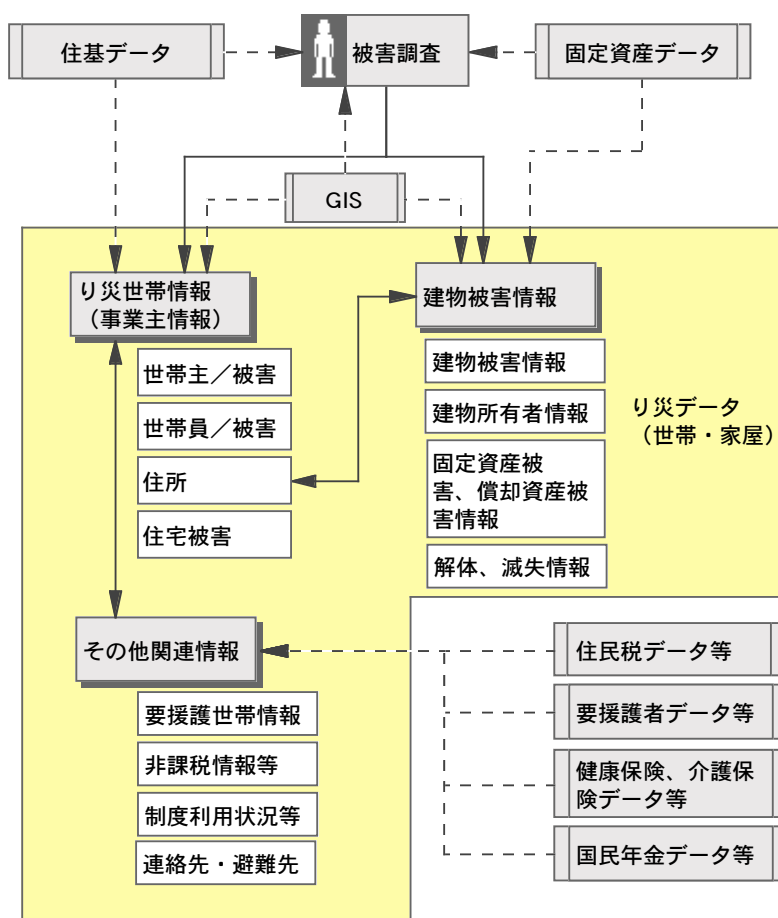 住基データ
被害調査
固定資産データ
GIS
り災世帯情報
（事業主情報）
世帯主／被害
世帯員／被害
住所
住宅被害
建物被害情報
建物被害情報
建物所有者情報
固定資産被
害、償却資産被
害情報
解体、滅失情報
り災データ
（世帯・家屋）
その他関連情報
要援護世帯情報
非課税情報等
制度利用状況等
連絡先・避難先
住民税データ等
要援護者データ等
健康保険、介護保
険データ等
国民年金データ等